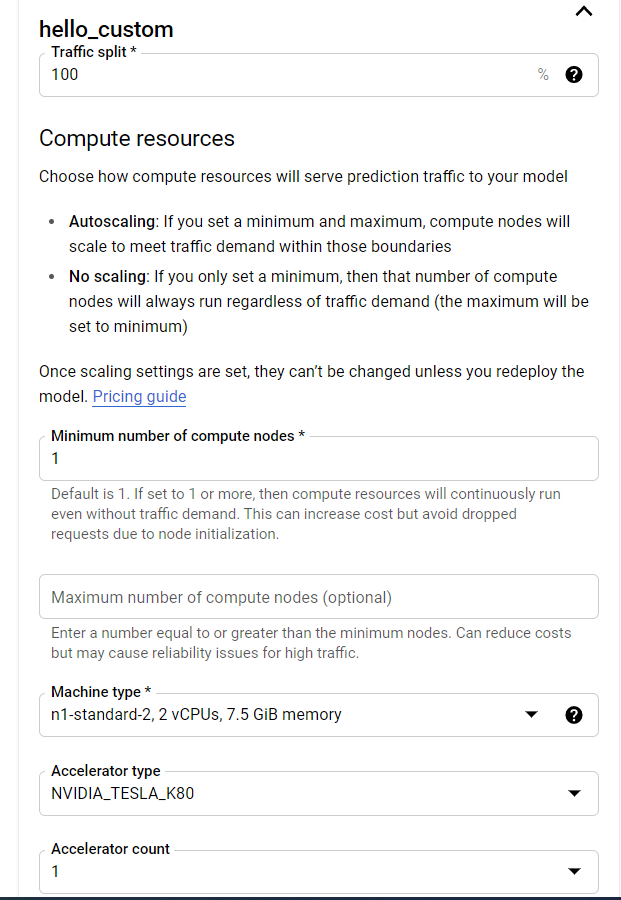 hello_custom
Traffic split *
100 %
Compute resources
Choose how compute resources will serve prediction traffic to your model
Autoscaling: If you set a minimum and maximum, compute nodes will
scale to meet traffic demand within those boundaries
No scaling: If you only set a minimum, then that number of compute
nodes will always run regardless of traffic demand (the maximum will be
set to minimum)
Once scaling settings are set, they can’t be changed unless you redeploy the
model. Pricing guide
Minimum number of compute nodes *
1
Default is 1. If set to 1 or more, then compute resources will continuously run
even without traffic demand. This can increase cost but avoid dropped
requests due to node initialization.
Maximum number of compute nodes (optional)
Enter a number equal to or greater than the minimum nodes. Can reduce costs
but may cause reliability issues for high traffic.
Machine type *
n1-standard-2, 2 vCPUs, 7.5 GiB memory
Accelerator type
NVIDIA_TESLA_K80
Accelerator count
1